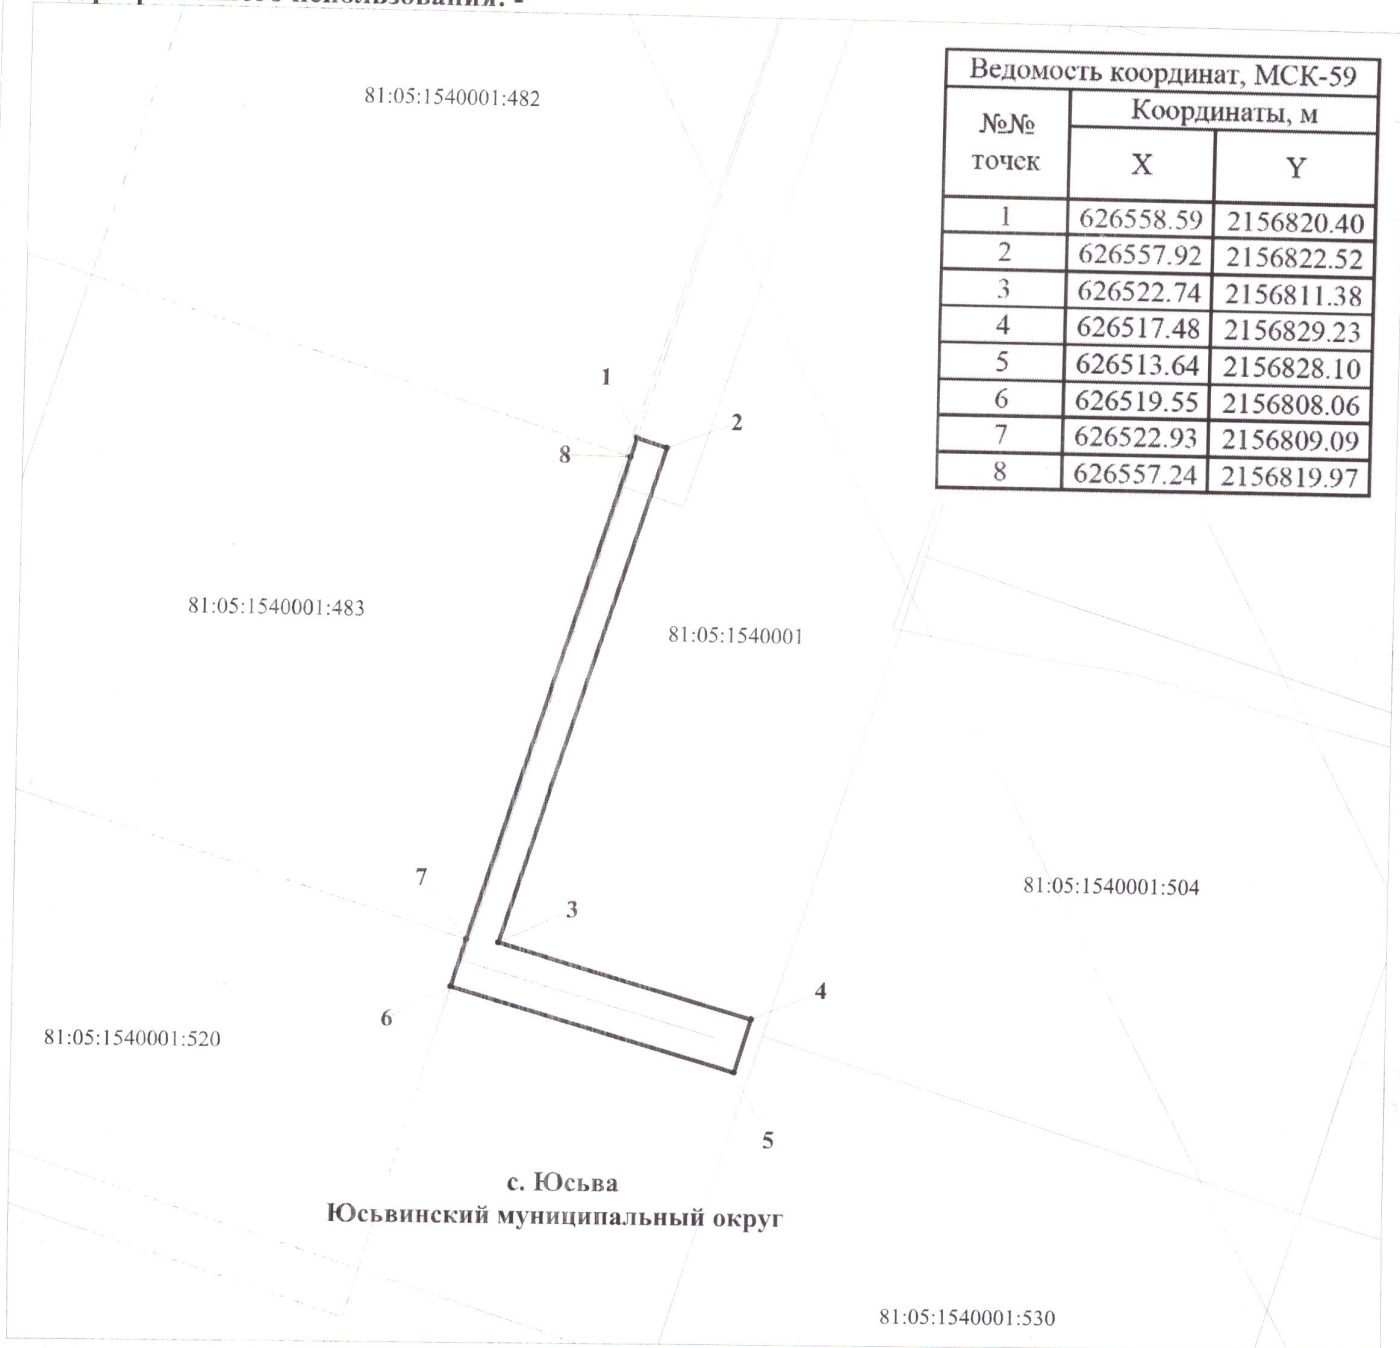 использования: -
81:05:1540001:482
Ведомость координат, МСК-59
№№ точек
Координаты, м
X Y
1 626558.59 2156820.40
2 626557.92 2156822.52
3 626522.74 2156811.38
4 626517.48 2156829.23
5 626513.64 2156828.10
6 626519.55 2156808.06
7 626522.93 2156809.09
8 626557.24 2156819.97
1
2
8
81:05:1540001:483
81:05:1540001
7
3
81:05:1540001:504
4
6
81:05:1540001:520
5
с. Юсьва
Юсьвинский муниципальный округ
81:05:1540001:530